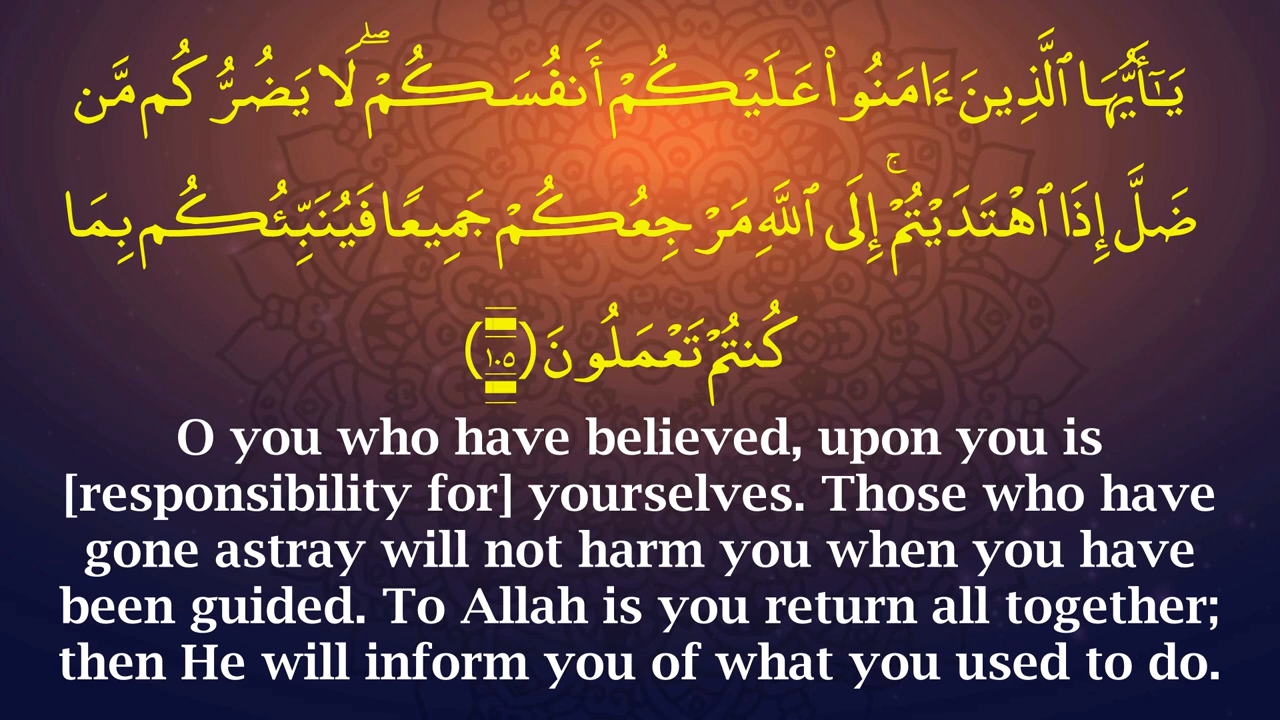 يَـٰٓأَيُّهَا ٱلَّذِينَ ءَامَنُوا۟ عَلَيْكُمْ أَنفُسَكُمْ ۖ لَا يَضُرُّكُم مَّن
ضَلَّ إِذَا ٱهْتَدَيْتُمْ ۚ إِلَى ٱللَّهِ مَرْجِعُكُمْ جَمِيعًا فَيُنَبِّئُكُم بِمَا
كُنتُمْ تَعْمَلُونَ (١٠٥)
O you who have believed, upon you is
[responsibility for] yourselves. Those who have
gone astray will not harm you when you have
been guided. To Allah is you return all together;
then He will inform you of what you used to do.